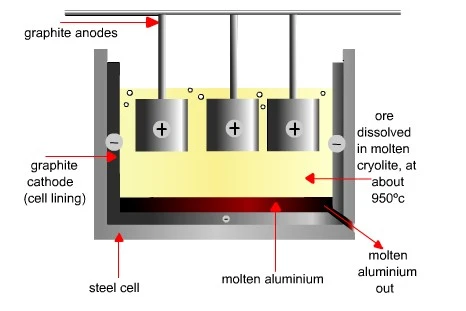 graphite anodes
+
+
+
−
−
ore
dissolved
in molten
cryolite, at
about
950ºc
graphite
cathode
(cell lining)
−
molten
aluminium
out
molten aluminium
steel cell